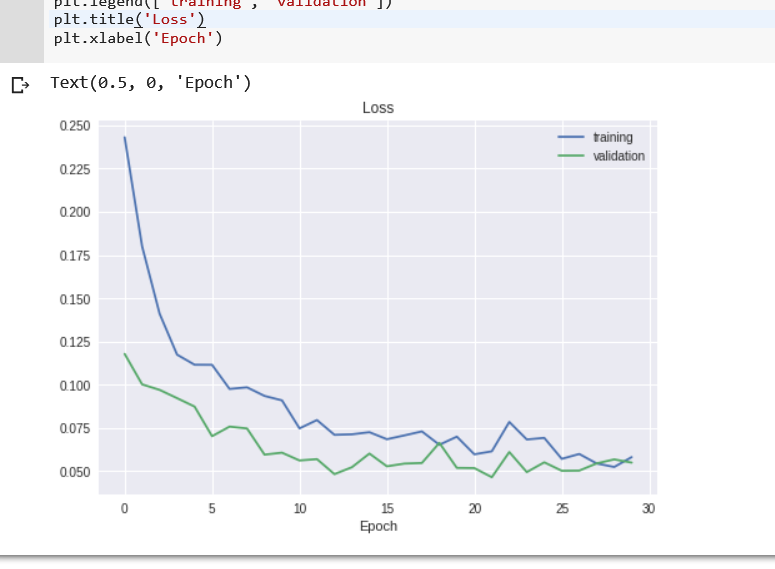 plt.legend(['training', 'validation'])
plt.title('Loss')
plt.xlabel('Epoch')
Text(0.5, 0, 'Epoch')
Loss
0.250
training
validation
0.225
0.200
0.175
0.150
0.125
0.100
0.075
0.050
0 5 10 15 20 25 30
Epoch